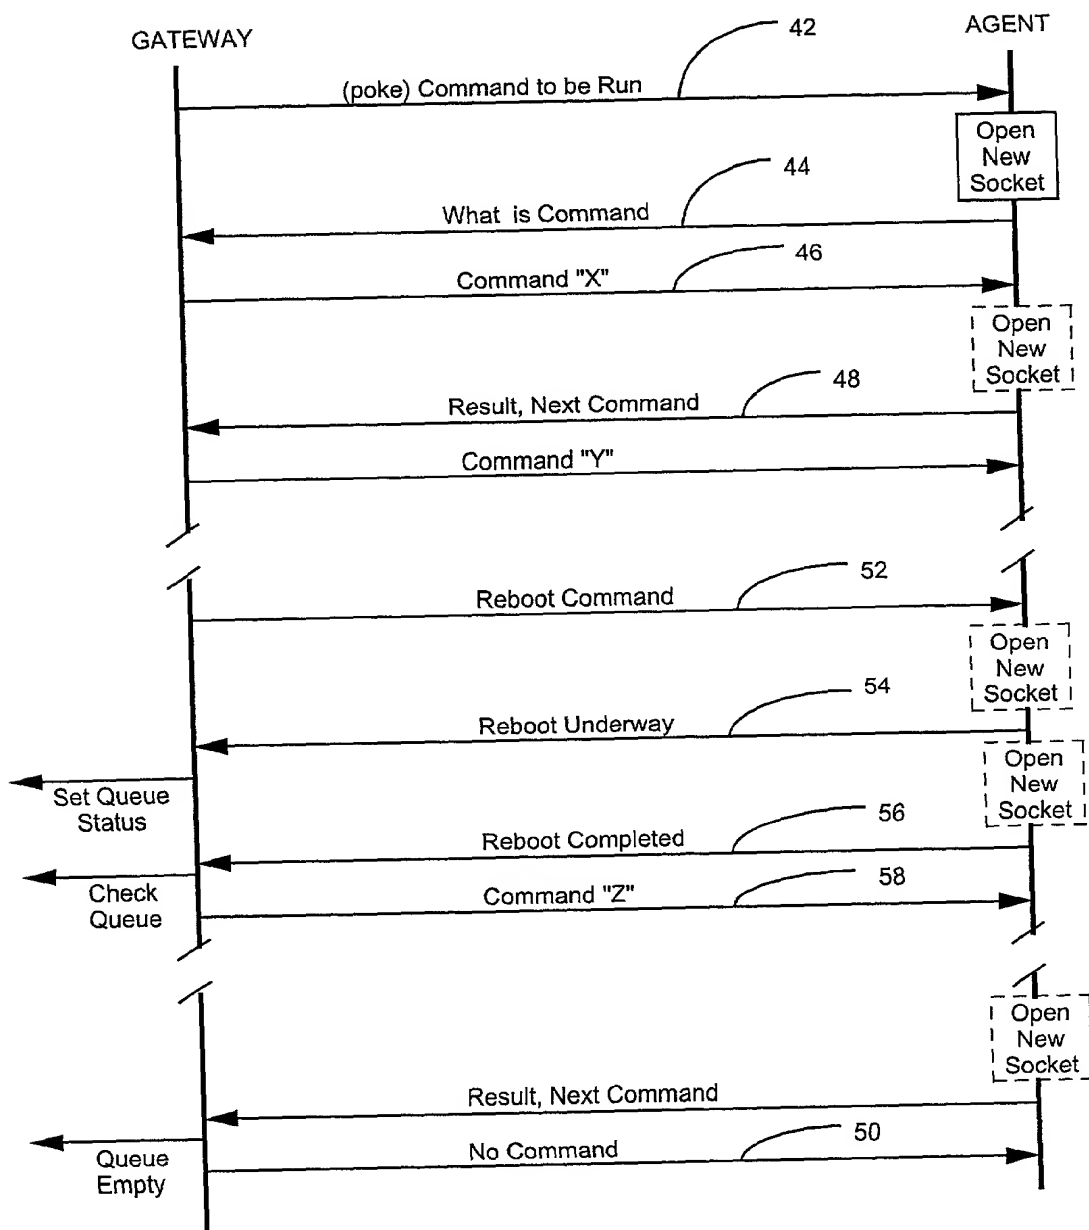 GATEWAY
42
AGENT
(poke) Command to be Run
Open
New
Socket
44
What is Command
46
Command "X"
Open
New
Socket
48
Result, Next Command
Command "Y"
52
Reboot Command
Open
New
Socket
54
Reboot Underway
Open
New
Socket
Set Queue
Status
56
Reboot Completed
Check
Queue
58
Command "Z"
Open
New
Socket
Result, Next Command
50
No Command
Queue
Empty